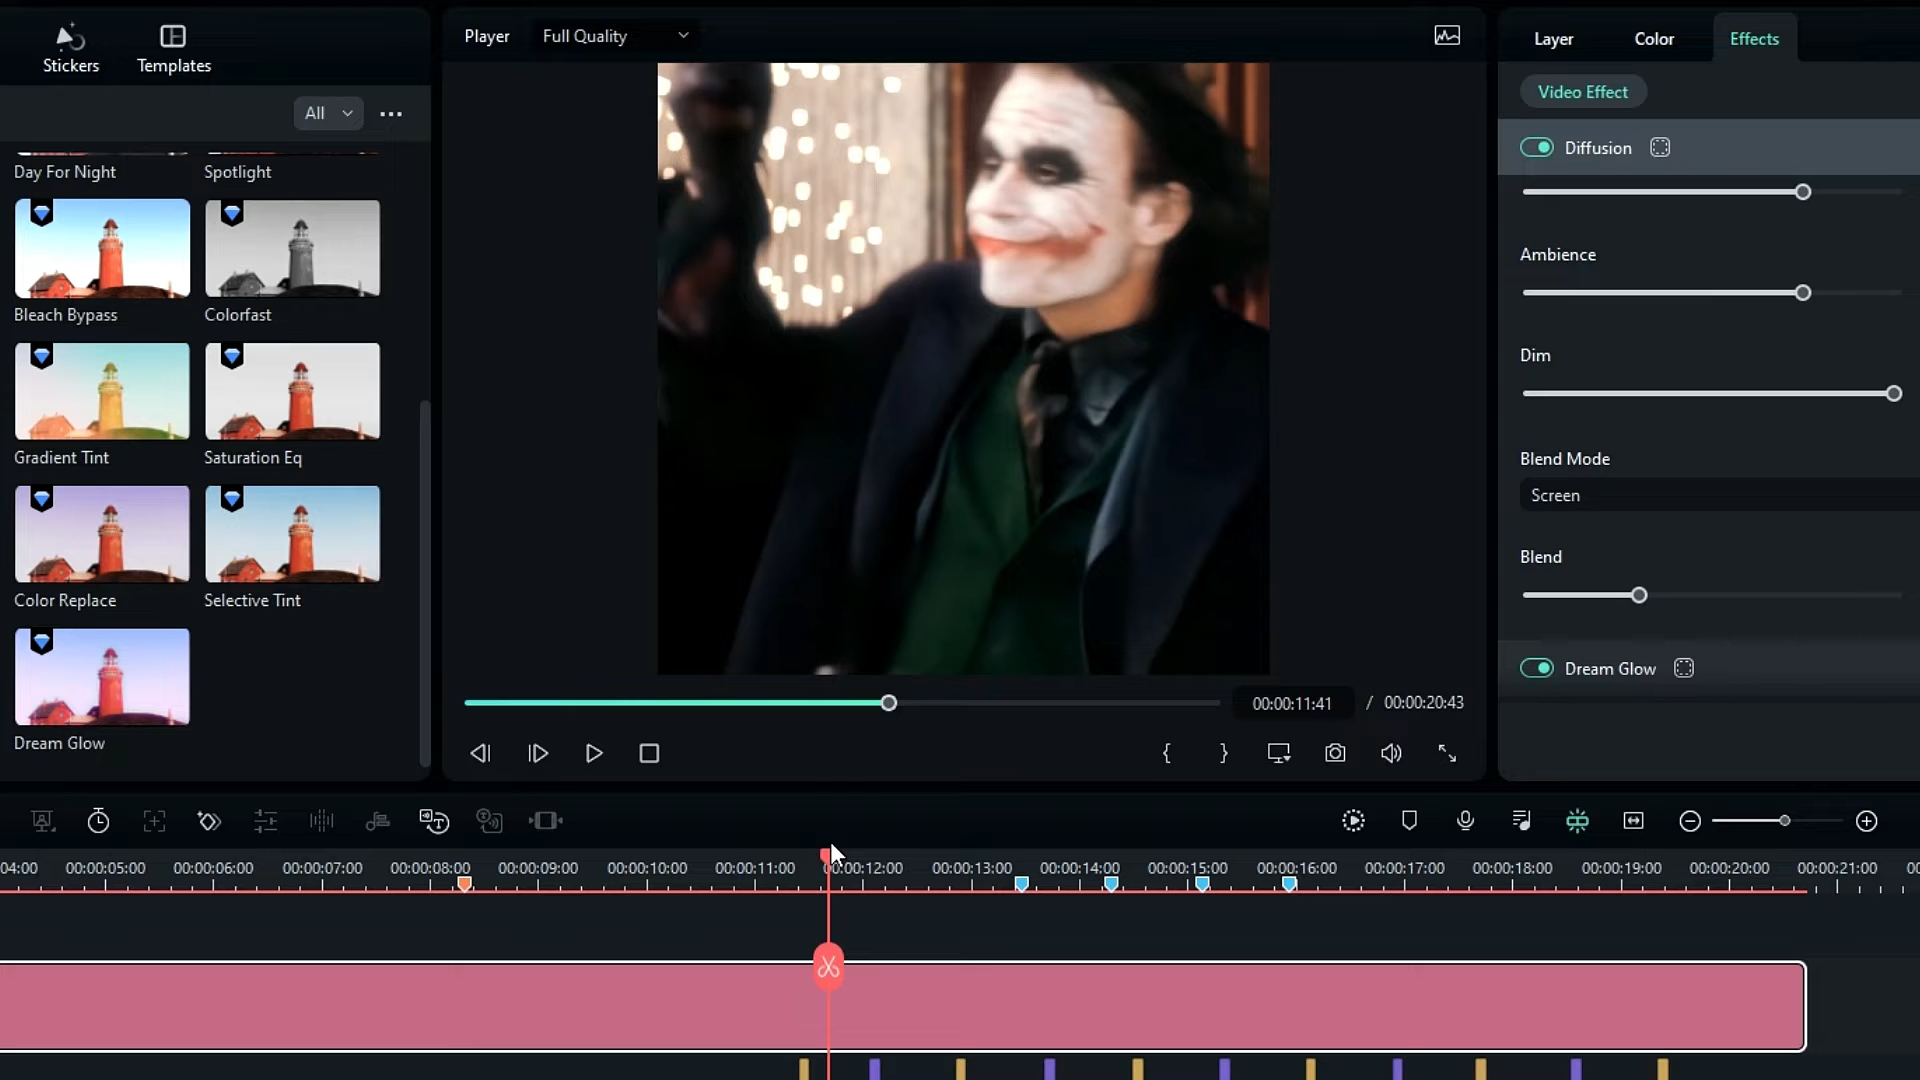 Stickers
Templates
All
Day For Night
Spotlight
Bleach Bypass
Colorfast
Gradient Tint
Saturation Eq
Color Replace
Selective Tint
Dream Glow
Player
Full Quality
00:00:11:41 / 00:00:20:43
Layer
Color
Effects
Video Effect
Diffusion
Ambience
Dim
Blend Mode
Screen
Blend
Dream Glow
04:00 00:00:05:00 00:00:06:00 00:00:07:00 00:00:08:00 00:00:09:00 00:00:10:00 00:00:11:00 00:00:12:00 00:00:13:00 00:00:14:00 00:00:15:00 00:00:16:00 00:00:17:00 00:00:18:00 00:00:19:00 00:00:20:00 00:00:21:00 00